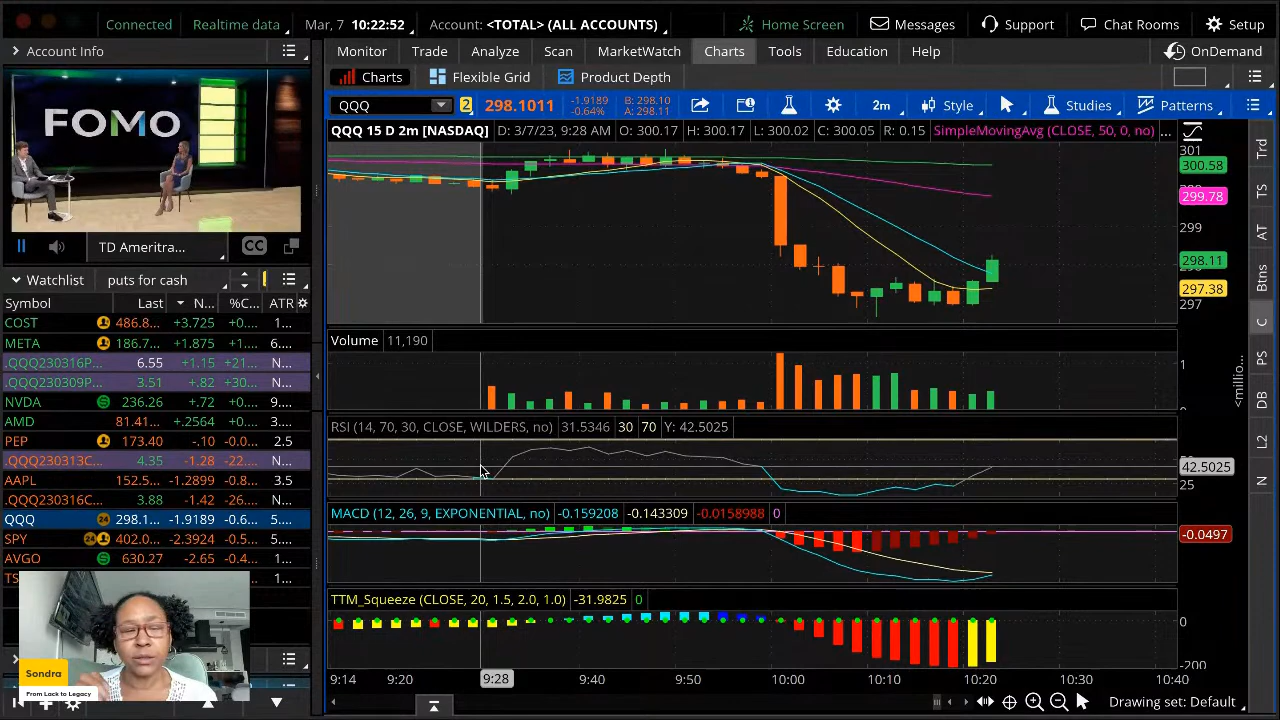 Connected Realtime data Mar, 7 10:22:52 Account: <TOTAL> (ALL ACCOUNTS) Home Screen Messages Support Chat Rooms Setup
Account Info
Monitor Trade Analyze Scan MarketWatch Charts Tools Education Help OnDemand
Charts Flexible Grid Product Depth
FOMO
QQQ 2 298.1011 -1.9189 -0.64% B: 298.10 A: 298.11 2m Style Studies Patterns
QQQ 15 D 2m [NASDAQ] D: 3/7/23, 9:28 AM O: 300.17 H: 300.17 L: 300.02 C: 300.05 R: 0.15 SimpleMovingAvg (CLOSE, 50, 0, no) ...
301
300.58
299.78
299
298.11
297.38
297
TD Ameritra... CC
Watchlist puts for cash
Symbol Last N... %C... ATR
COST 486.8... +3.725 +0.... 1...
META 186.7... +1.875 +1.... 6....
.QQQ230316P... 6.55 +1.15 +21... N...
.QQQ230309P... 3.51 +.82 +30... N...
NVDA 236.26 +.72 +0.... 9....
AMD 81.41... +.2564 +0.... 3....
PEP 173.40 -.10 -0.0... 2.5
.QQQ230313C... 4.35 -1.28 -22... N...
AAPL 152.5... -1.2899 -0.8... 3.5
.QQQ230316C... 3.88 -1.42 -26... N...
QQQ 298.1... -1.9189 -0.6... 5....
SPY 402.0... -2.3924 -0.5... 5....
AVGO 630.27 -2.65 -0.4... 1...
Volume 11,190
1
<millio...
RSI (14, 70, 30, CLOSE, WILDERS, no) 31.5346 30 70 Y: 42.5025
42.5025
25
MACD (12, 26, 9, EXPONENTIAL, no) -0.159208 -0.143309 -0.0158988 0
-0.0497
TTM_Squeeze (CLOSE, 20, 1.5, 2.0, 1.0) -31.9825 0
0
-200
9:14 9:20 9:28 9:40 9:50 10:00 10:10 10:30 10:40
Drawing set: Default
Trd
TS
AT
Btns
C
PS
DB
L2
N
Sondra
From Lack to Legacy